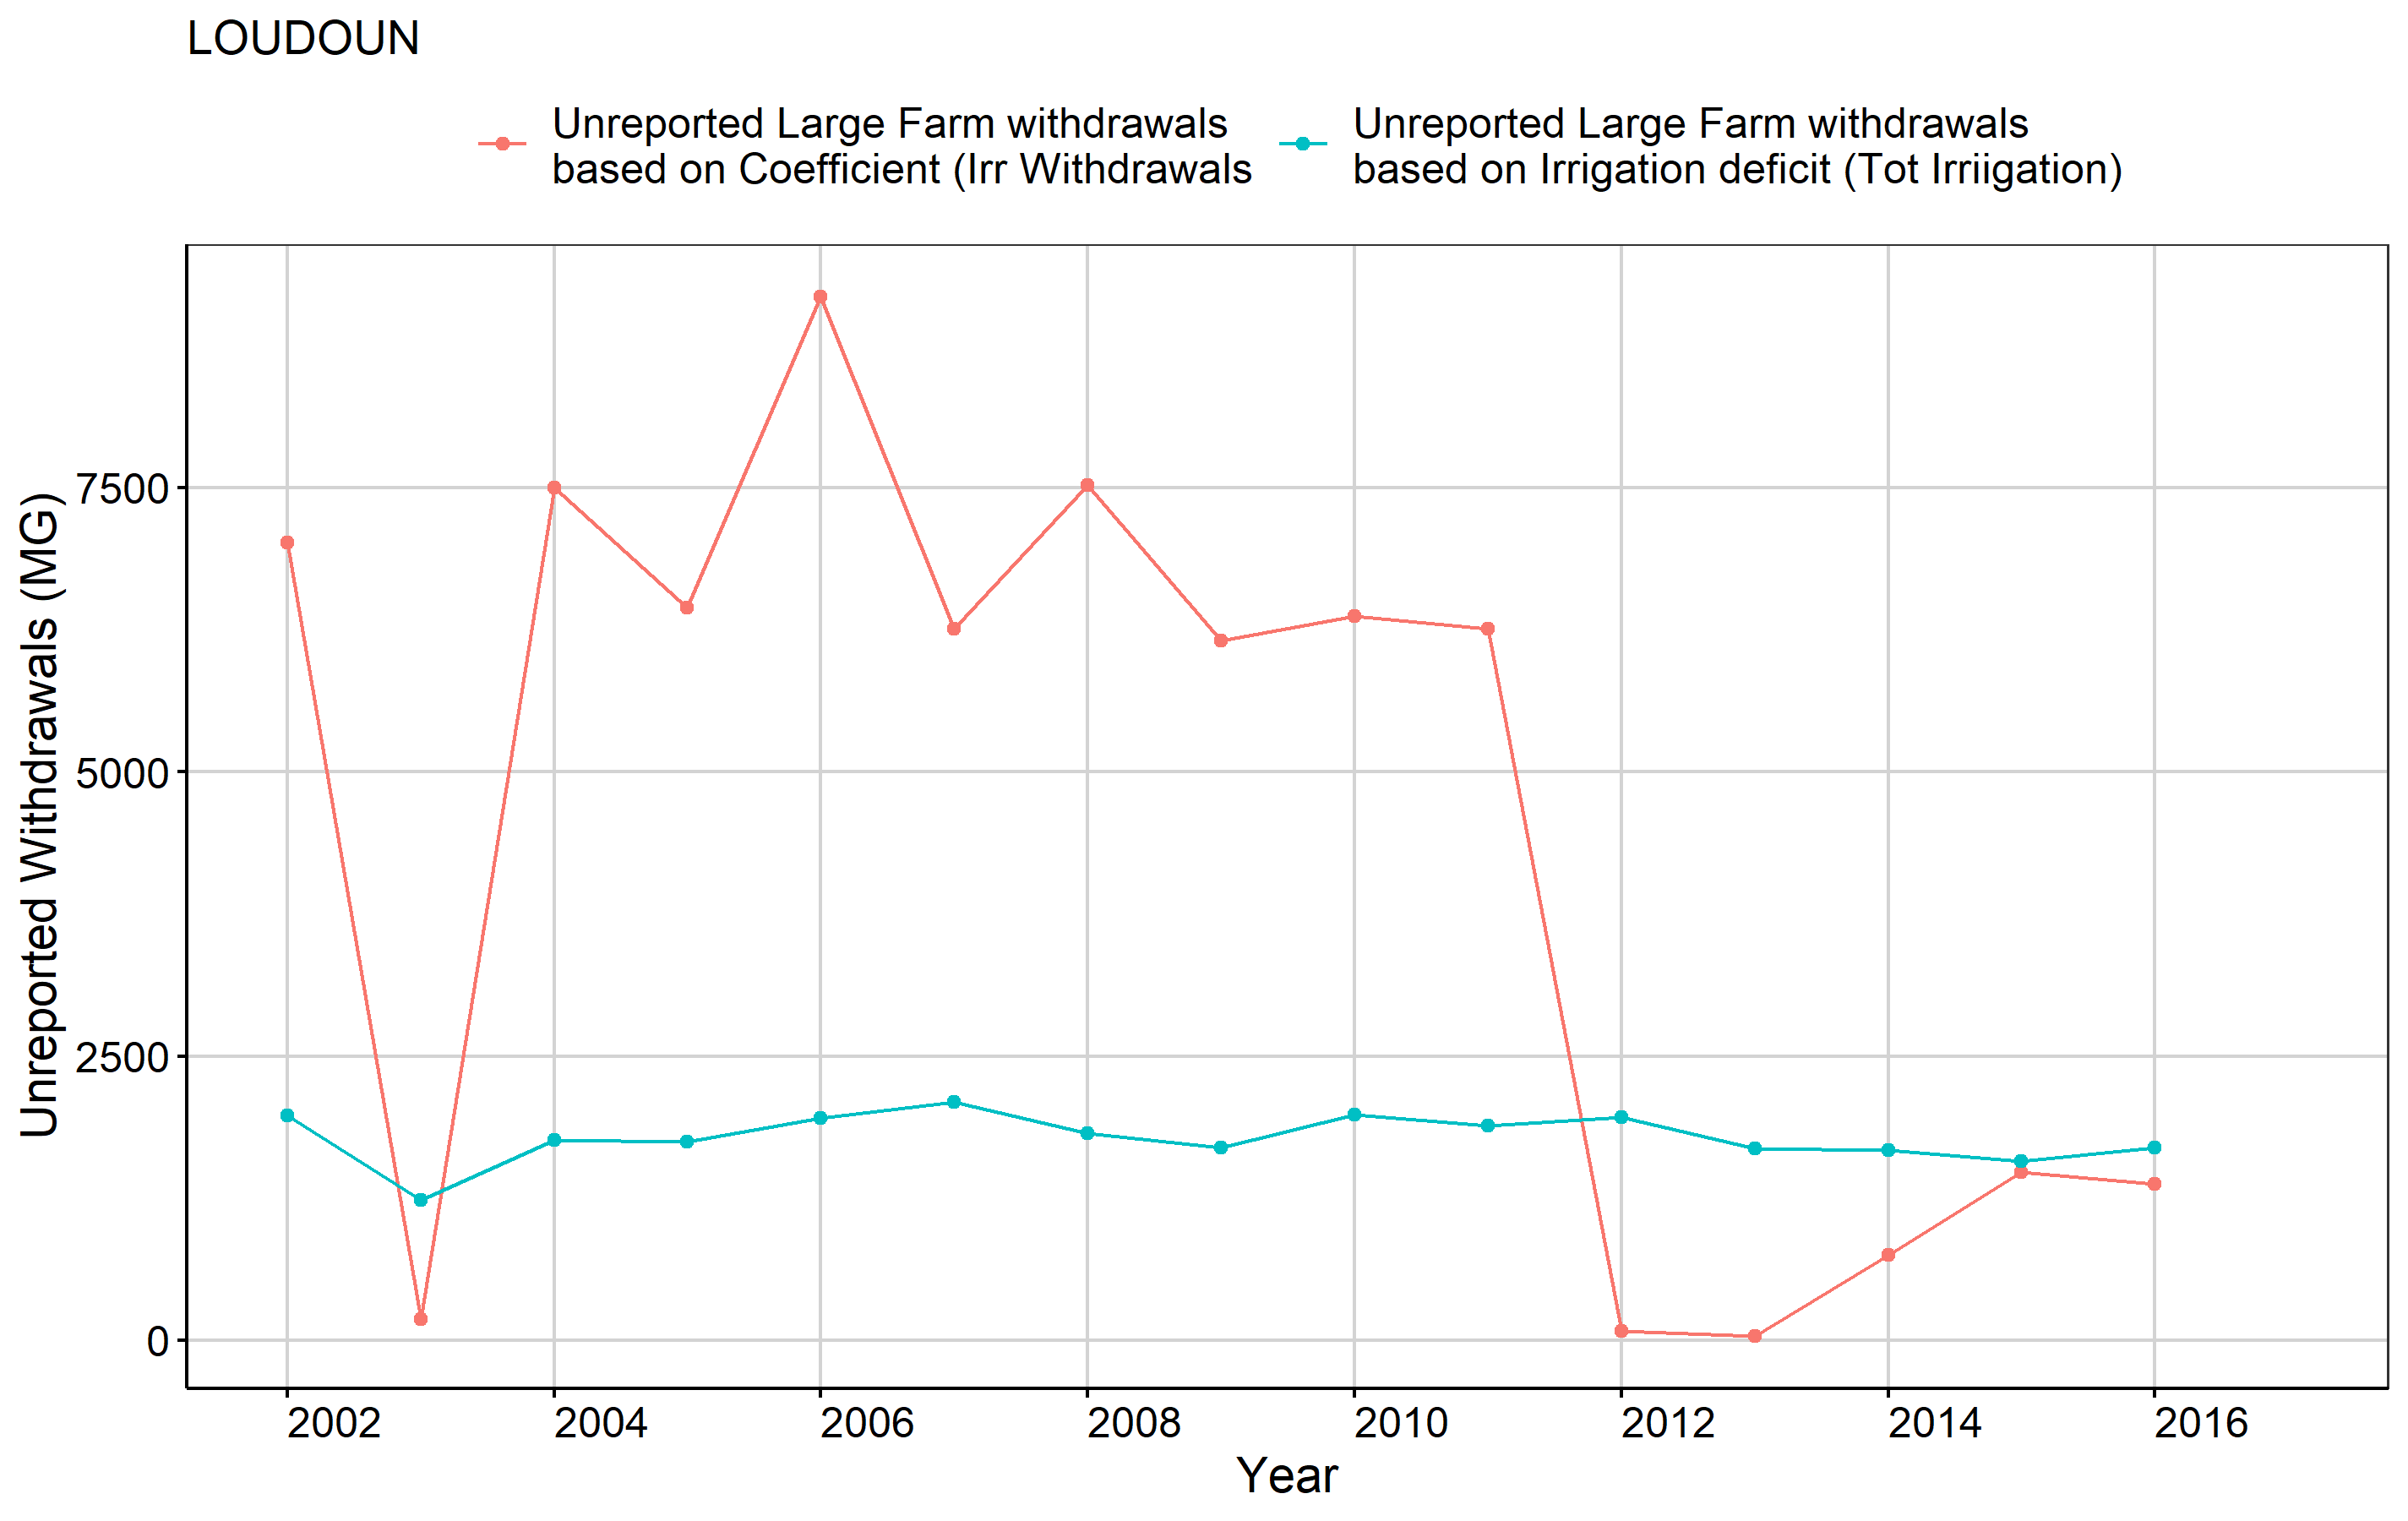 LOUDOUN
Unreported Large Farm withdrawals
based on Coefficient (Irr Withdrawals
Unreported Large Farm withdrawals
based on Irrigation deficit (Tot Irriigation)
Unreported Withdrawals (MG)
7500
5000
2500
0
2002 2004 2006 2008 2010 2012 2014 2016
Year